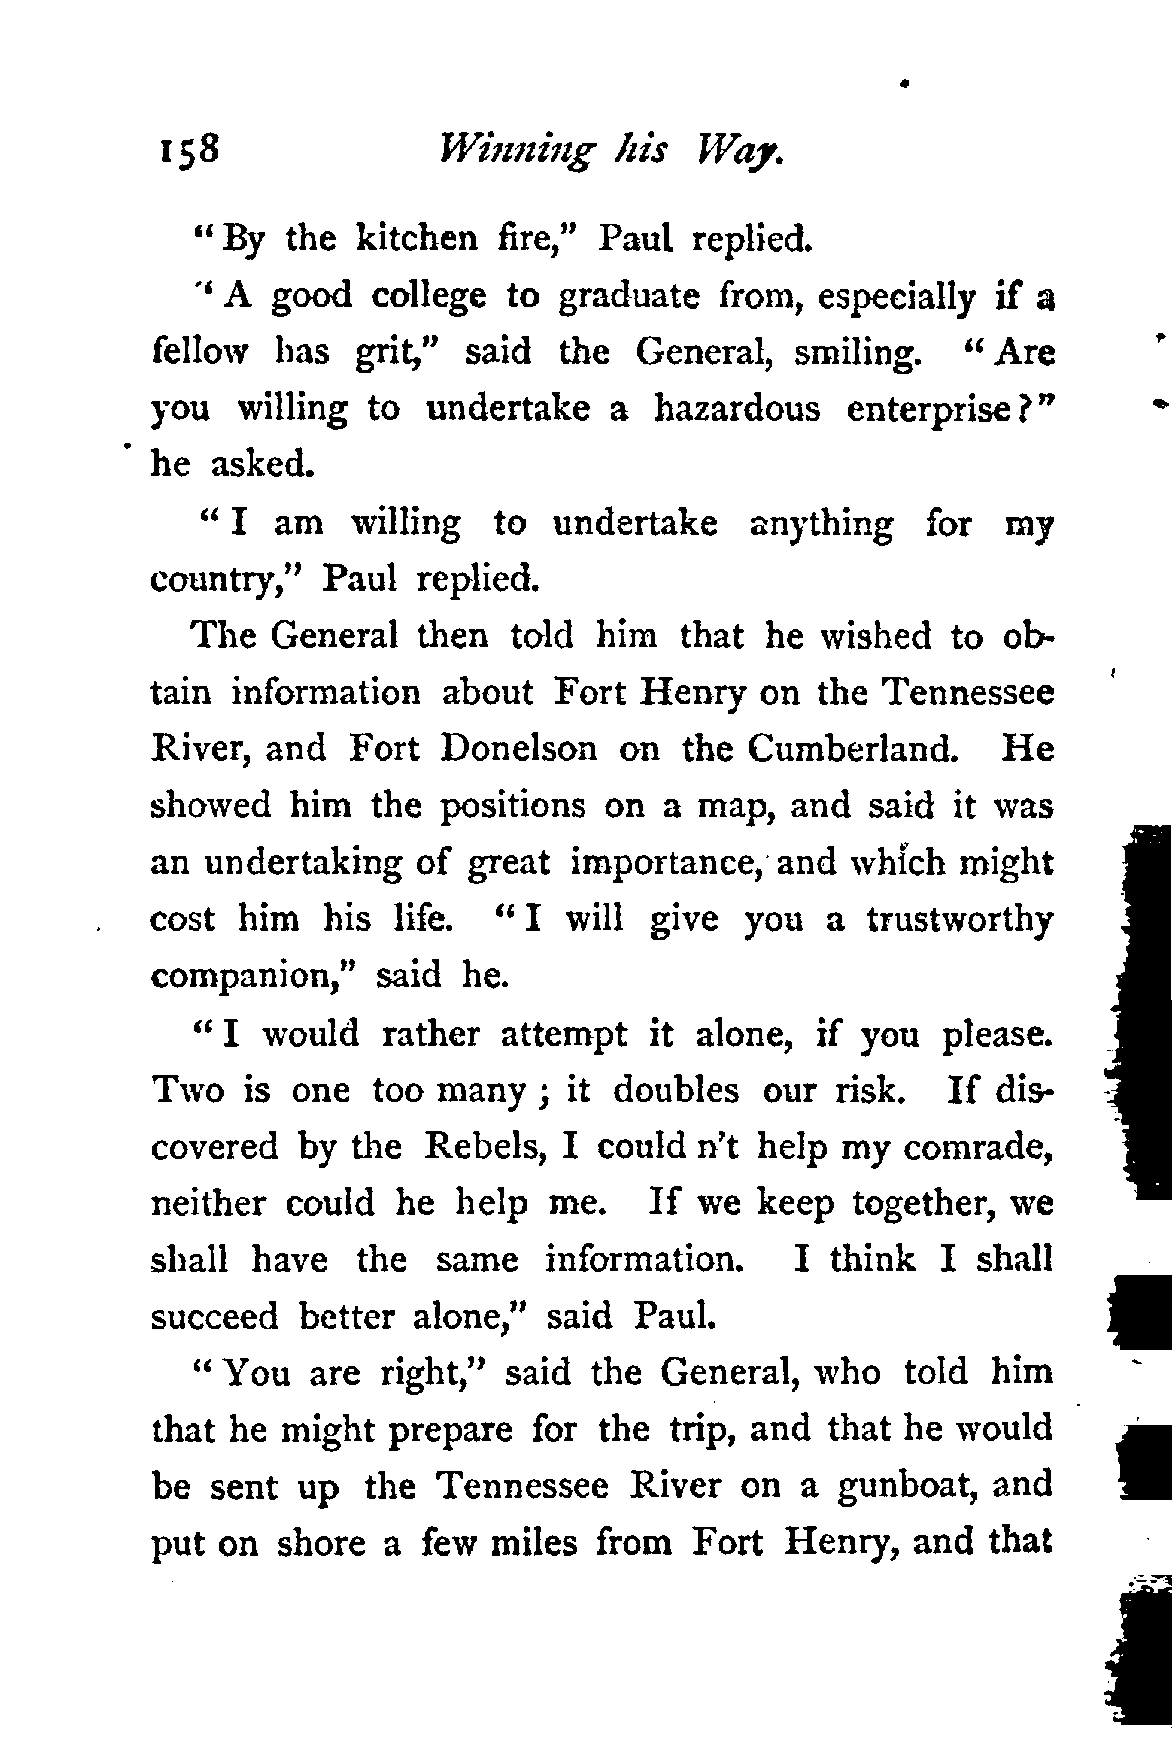 158 Winning his Way.
" By the kitchen fire," Paul replied.
" A good college to graduate from, especially if a
fellow has grit," said the General, smiling. " Are
you willing to undertake a hazardous enterprise?"
he asked.
" I am willing to undertake anything for my
country," Paul replied.
The General then told him that he wished to ob-
tain information about Fort Henry on the Tennessee
River, and Fort Donelson on the Cumberland. He
showed him the positions on a map, and said it was
an undertaking of great importance, and which might
cost him his life. " I will give you a trustworthy
companion," said he.
" I would rather attempt it alone, if you please.
Two is one too many ; it doubles our risk. If dis-
covered by the Rebels, I could n't help my comrade,
neither could he help me. If we keep together, we
shall have the same information. I think I shall
succeed better alone," said Paul.
" You are right," said the General, who told him
that he might prepare for the trip, and that he would
be sent up the Tennessee River on a gunboat, and
put on shore a few miles from Fort Henry, and that